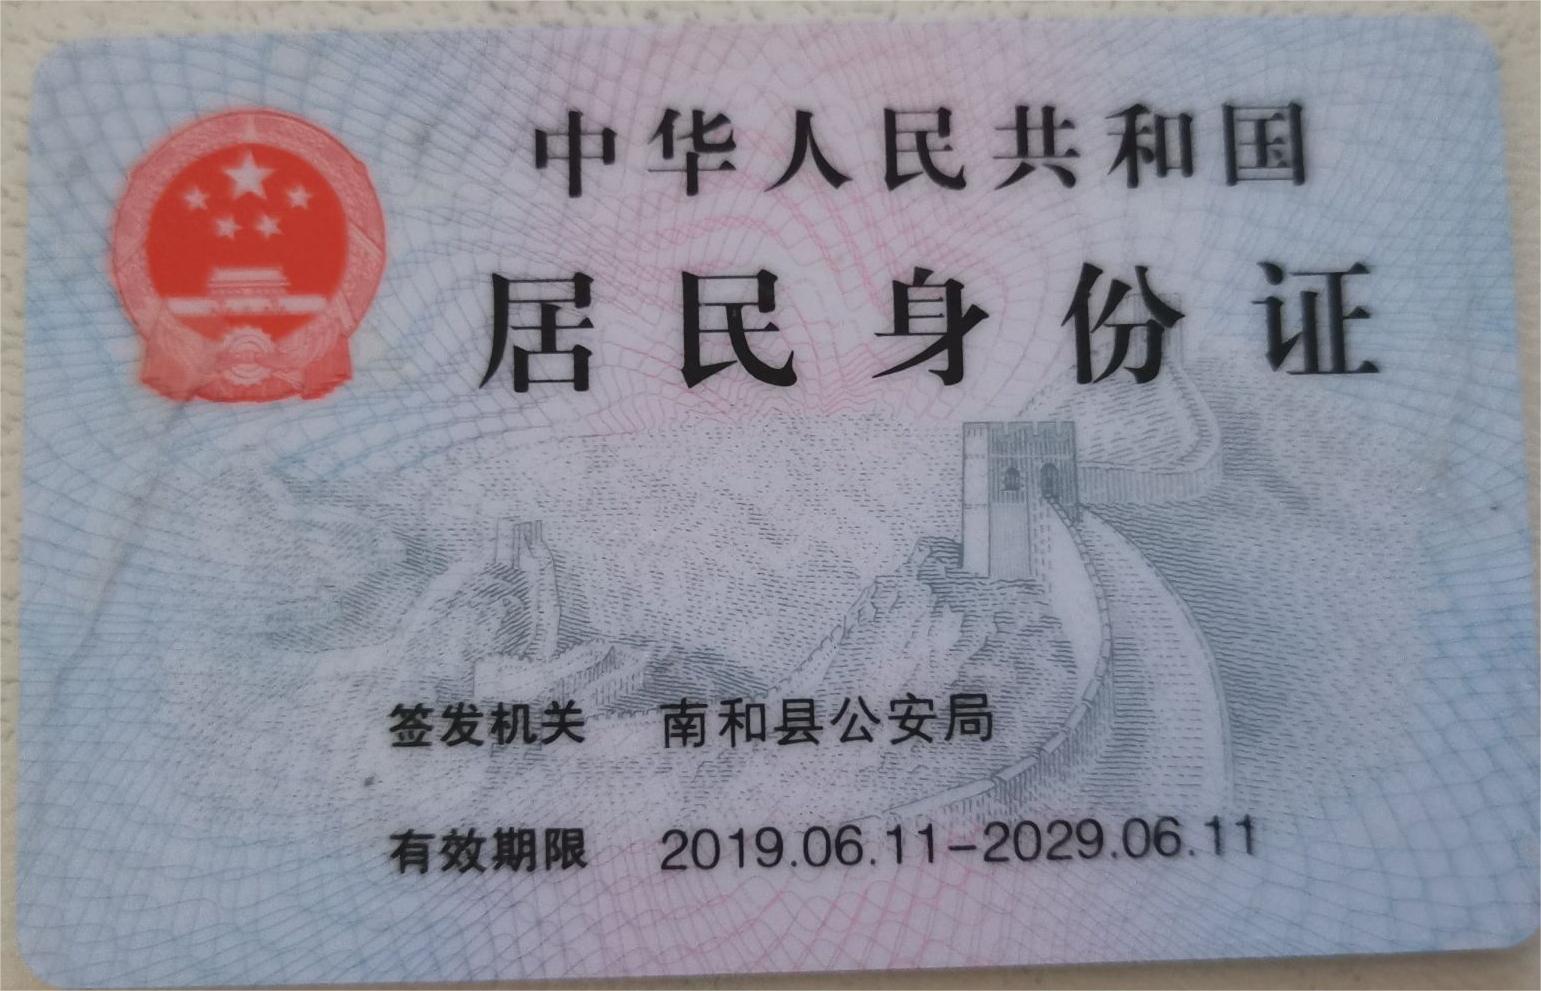 中华人民共和国
居民身份证
签发机关 南和县公安局
有效期限 2019.06.11-2029.06.11